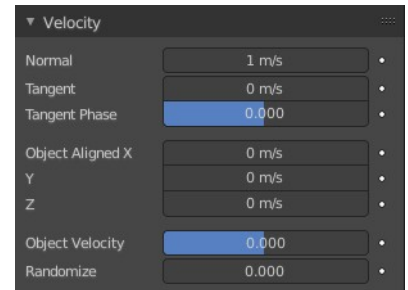 Velocity
Normal 1 m/s
Tangent 0 m/s
Tangent Phase 0.000
Object Aligned X 0 m/s
Y 0 m/s
Z 0 m/s
Object Velocity 0.000
Randomize 0.000